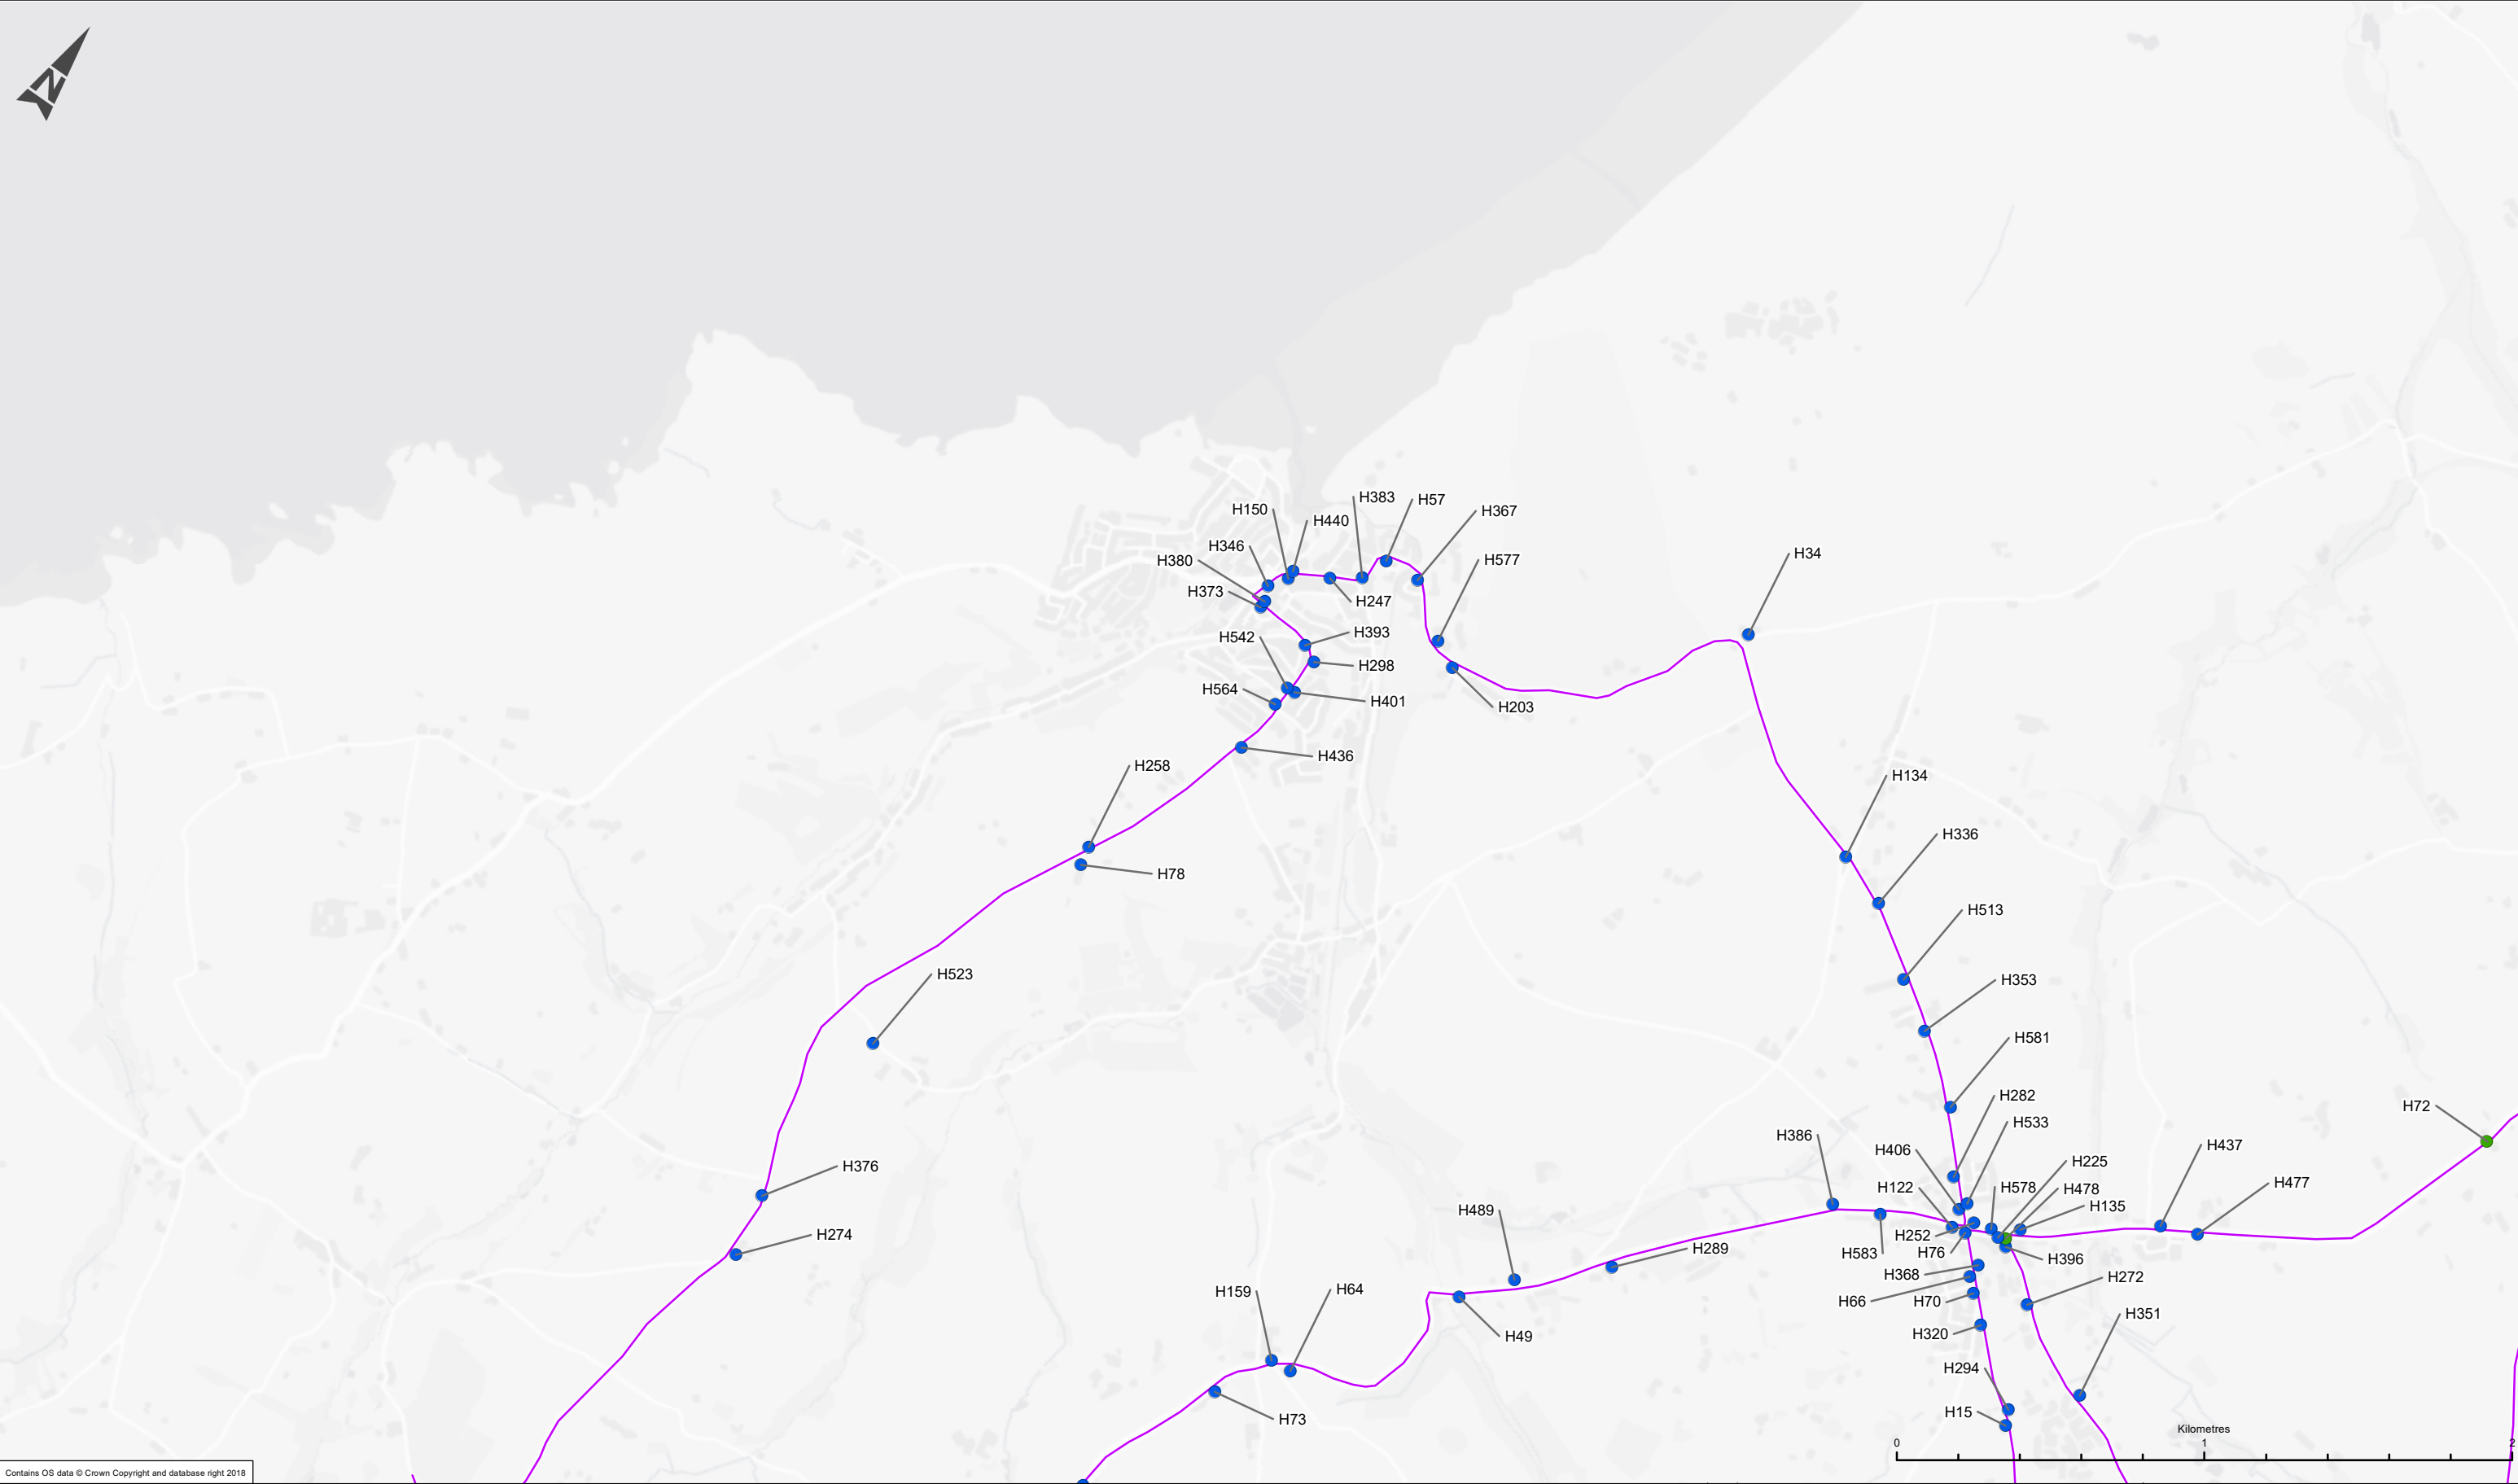 N
H383
H57
H150
H367
H440
H346
H34
H380
H577
H373
H247
H542
H393
H298
H564
H401
H203
H436
H258
H134
H336
H78
H513
H523
H353
H581
H282
H72
H533
H386
H437
H406
H225
H376
H477
H122
H578
H478
H135
H489
H274
H252
H289
H583
H76
H396
H368
H272
H159
H64
H66
H70
H351
H49
H320
H294
H73
H15
Kilometres
0 1 2
Contains OS data © Crown Copyright and database right 2018